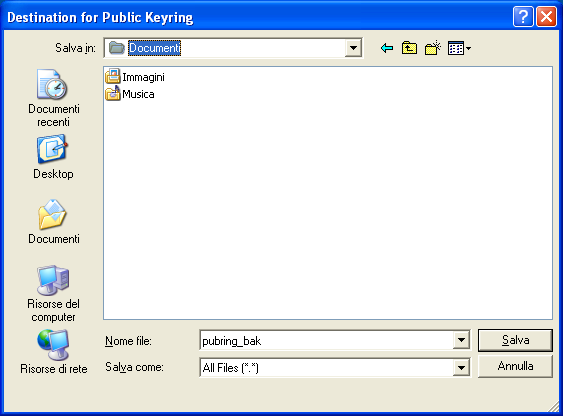 Destination for Public Keyring
Salva in:
Documenti
Immagini
Musica
Documenti
recenti
Desktop
Documenti
Risorse del
computer
Risorse di rete
Nome file:
pubring_bak
Salva
Salva come:
All Files (*.*)
Annulla